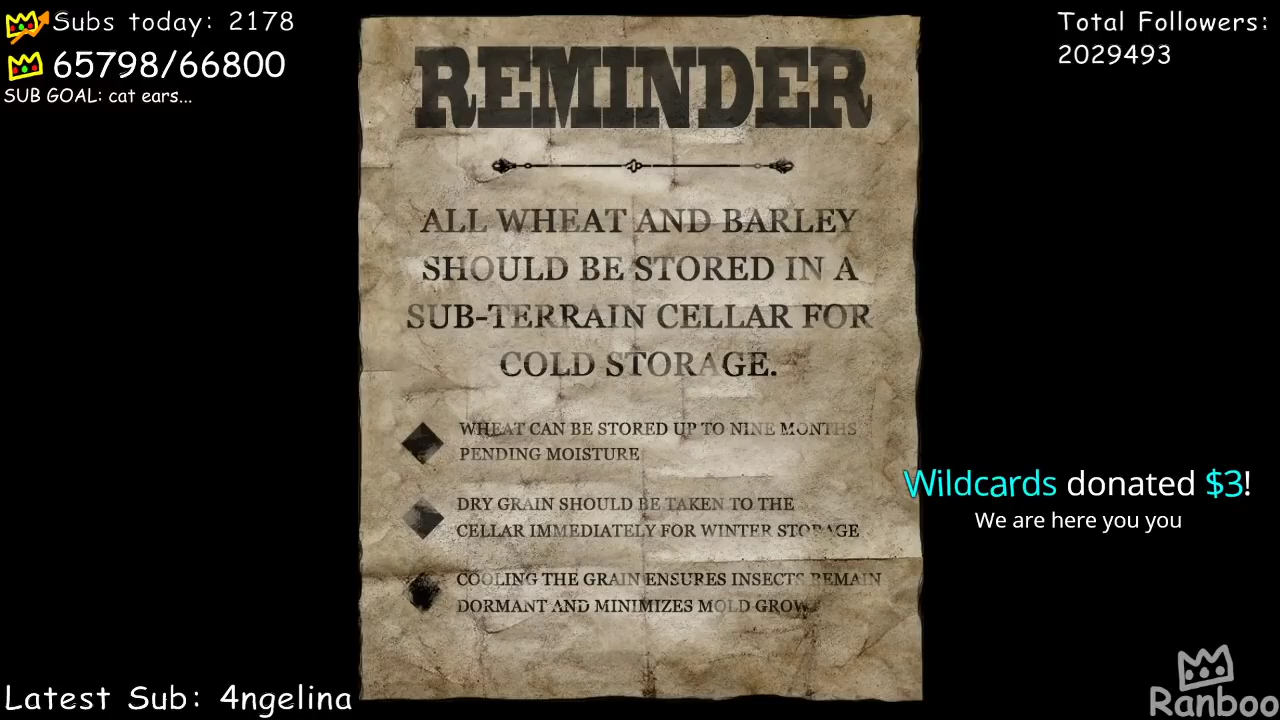 Subs today: 2178
65798/66800
SUB GOAL: cat ears...
Total Followers:
2029493
REMINDER
ALL WHEAT AND BARLEY
SHOULD BE STORED IN A
SUB-TERRAIN CELLAR FOR
COLD STORAGE.
WHEAT CAN BE STORED UP TO NINE MONTHS
PENDING MOISTURE
DRY GRAIN SHOULD BE TAKEN TO THE
CELLAR IMMEDIATELY FOR WINTER STORAGE
COOLING THE GRAIN ENSURES INSECTS REMAIN
DORMANT AND MINIMIZES MOLD GROWTH
Wildcards donated $3!
We are here you you
Latest Sub: 4ngelina
Ranboo